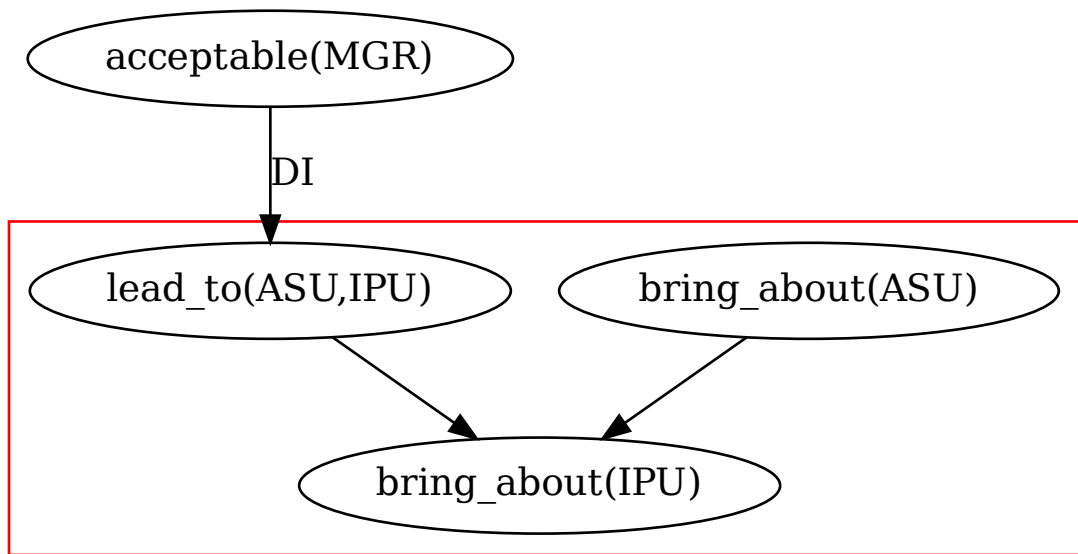 acceptable(MGR)
DI
lead_to(ASU,IPU)
bring_about(ASU)
bring_about(IPU)